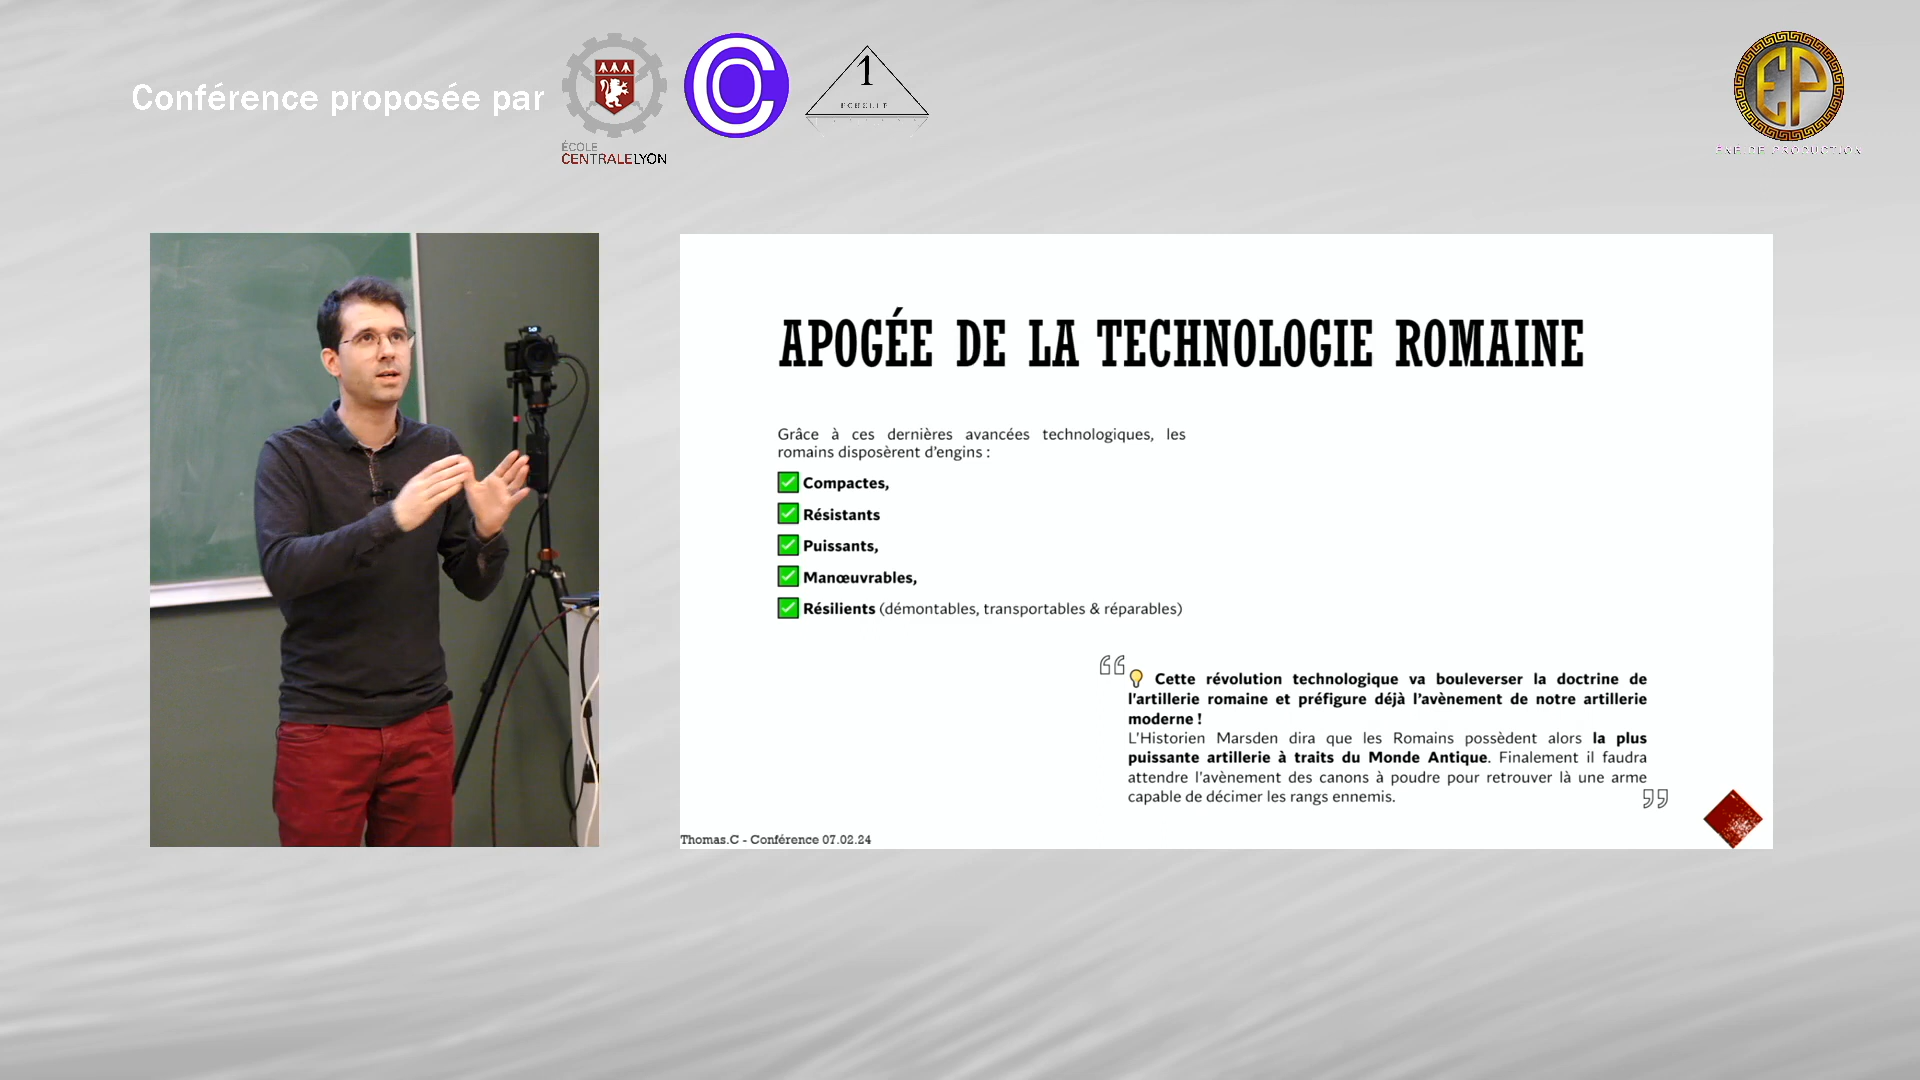 Conférence proposée par
ÉCOLE
CENTRALELYON
1
ECHELLE
EP
APOGÉE DE LA TECHNOLOGIE ROMAINE
Grâce à ces dernières avancées technologiques, les
romains disposèrent d'engins :
Compactes,
Résistants
Puissants,
Manœuvrables,
Résilients (démontables, transportables & réparables)
Cette révolution technologique va bouleverser la doctrine de
l'artillerie romaine et préfigure déjà l'avènement de notre artillerie
moderne !
L'Historien Marsden dira que les Romains possèdent alors la plus
puissante artillerie à traits du Monde Antique. Finalement il faudra
attendre l'avènement des canons à poudre pour retrouver là une arme
capable de décimer les rangs ennemis.
Thomas.C - Conférence 07.02.24